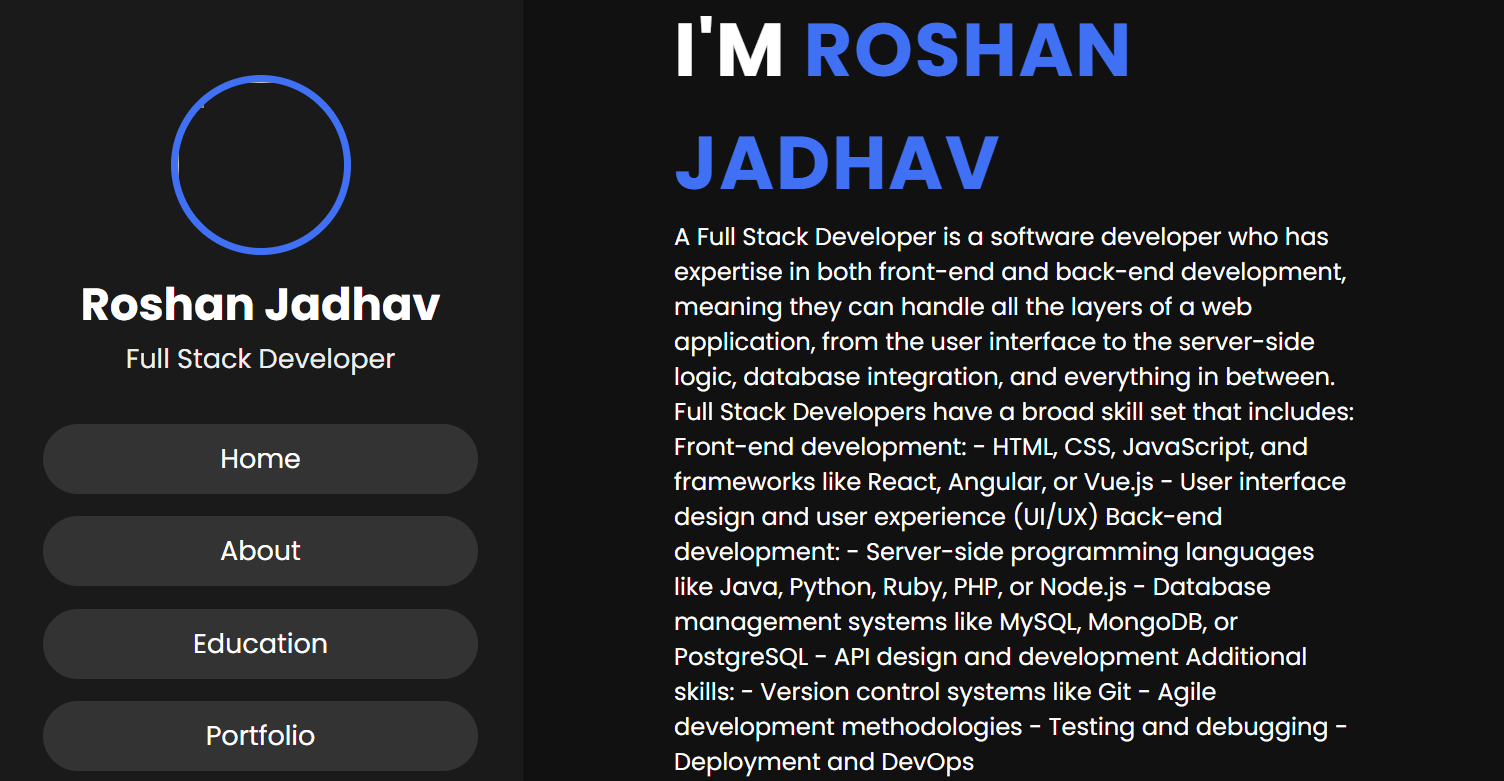 Roshan Jadhav
Full Stack Developer
Home
About
Education
Portfolio
I'M ROSHAN
JADHAV
A Full Stack Developer is a software developer who has
expertise in both front-end and back-end development,
meaning they can handle all the layers of a web
application, from the user interface to the server-side
logic, database integration, and everything in between.
Full Stack Developers have a broad skill set that includes:
Front-end development: - HTML, CSS, JavaScript, and
frameworks like React, Angular, or Vue.js - User interface
design and user experience (UI/UX) Back-end
development: - Server-side programming languages
like Java, Python, Ruby, PHP, or Node.js - Database
management systems like MySQL, MongoDB, or
PostgreSQL - API design and development Additional
skills: - Version control systems like Git - Agile
development methodologies - Testing and debugging -
Deployment and DevOps